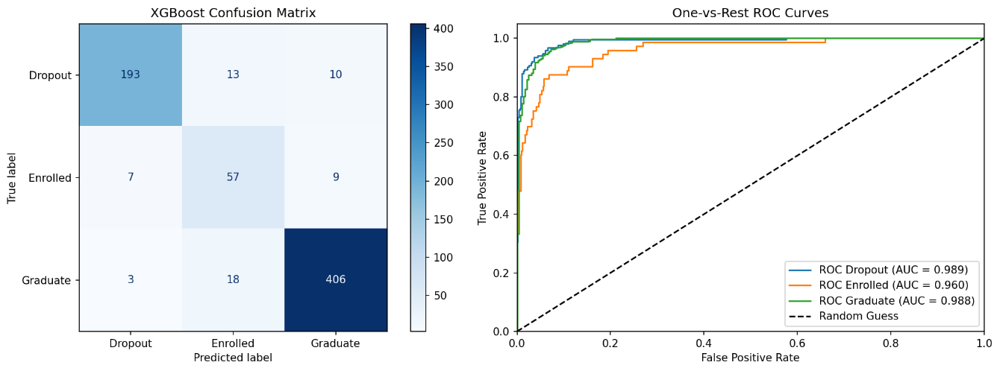 XGBoost Confusion Matrix
Dropout
193
13
10
Enrolled
7
57
9
Graduate
3
18
406
Dropout
Enrolled
Graduate
Predicted label
True label
400
350
300
250
200
150
100
50
One-vs-Rest ROC Curves
1.0
0.8
0.6
0.4
0.2
0.0
True Positive Rate
ROC Dropout (AUC = 0.989)
ROC Enrolled (AUC = 0.960)
ROC Graduate (AUC = 0.988)
Random Guess
0.0
0.2
0.4
0.6
0.8
1.0
False Positive Rate